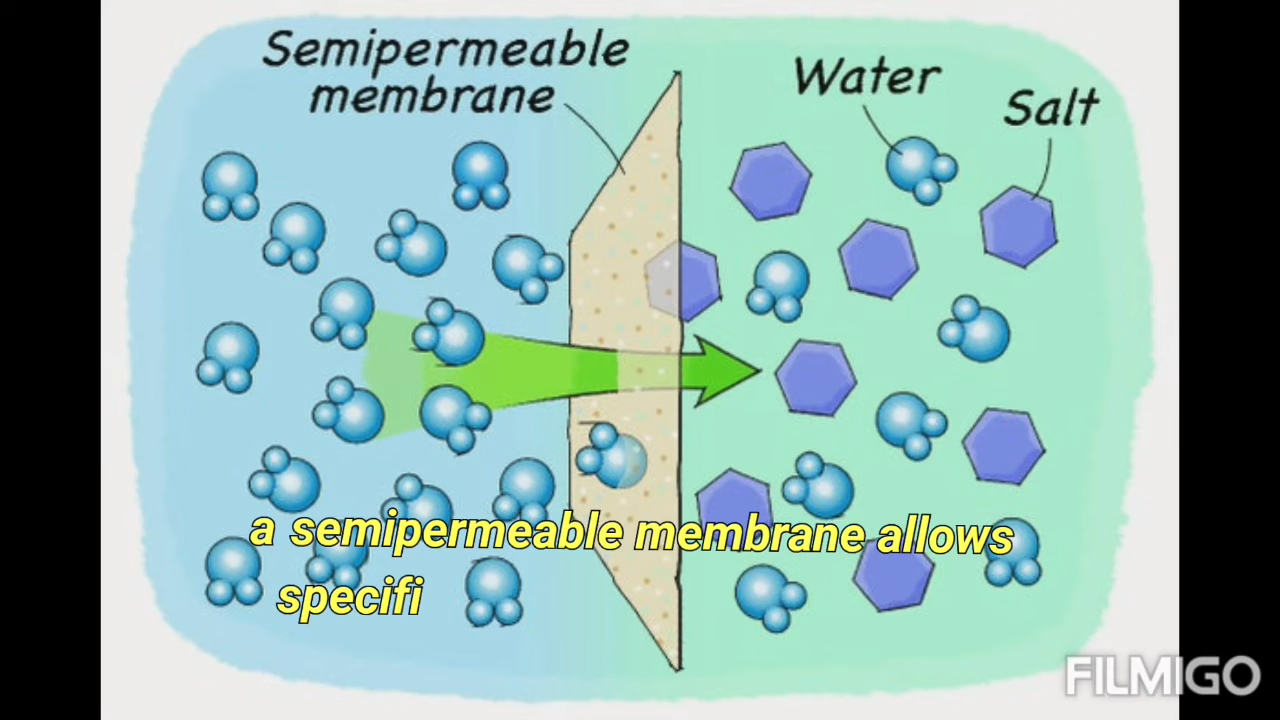 Semipermeable
membrane
Water
Salt
a semipermeable membrane allows
specifi
FILMIGO